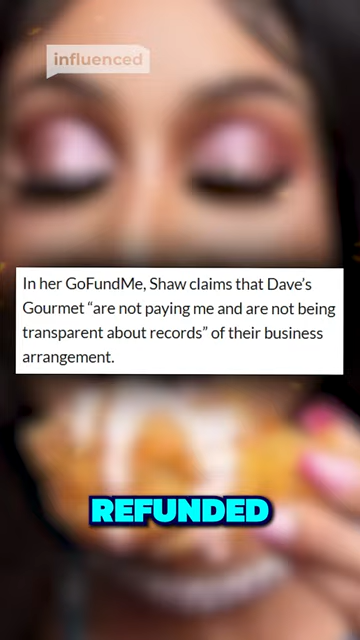 influenced
In her GoFundMe, Shaw claims that Dave's
Gourmet “are not paying me and are not being
transparent about records” of their business
arrangement.
REFUNDED